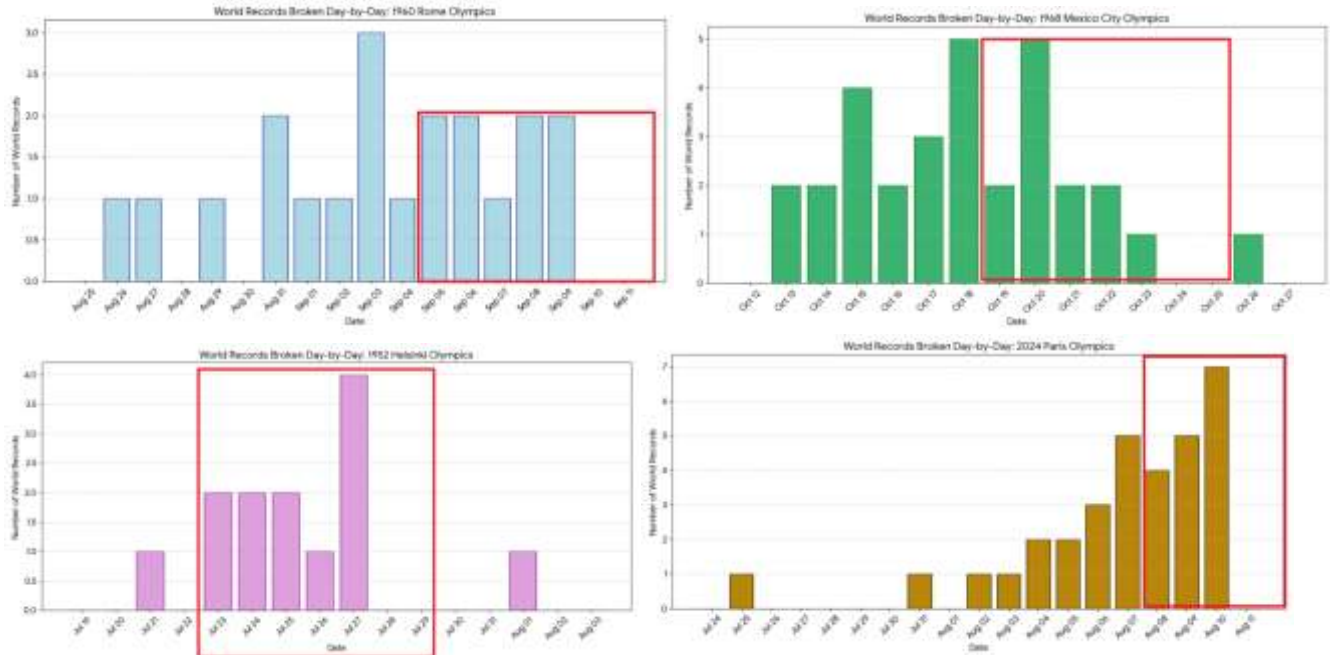 World Records Broken Day-by-Day: 1960 Rome Olympics
Number of World Records
3.0
2.5
2.0
1.5
1.0
0.5
0.0
Aug 25 Aug 26 Aug 27 Aug 28 Aug 29 Aug 30 Aug 31 Sep 01 Sep 02 Sep 03 Sep 04 Sep 05 Sep 06 Sep 07 Sep 08 Sep 09 Sep 10 Sep 11
Date
World Records Broken Day-by-Day: 1968 Mexico City Olympics
Number of World Records
5
4
3
2
1
0
Oct 12 Oct 13 Oct 14 Oct 15 Oct 16 Oct 17 Oct 18 Oct 19 Oct 20 Oct 21 Oct 22 Oct 23 Oct 24 Oct 25 Oct 26 Oct 27
Date
World Records Broken Day-by-Day: 1952 Helsinki Olympics
Number of World Records
4.0
3.5
3.0
2.5
2.0
1.5
1.0
0.5
0.0
Jul 19 Jul 20 Jul 21 Jul 22 Jul 23 Jul 24 Jul 25 Jul 26 Jul 27 Jul 28 Jul 29 Jul 30 Jul 31 Aug 01 Aug 02 Aug 03
Date
World Records Broken Day-by-Day: 2024 Paris Olympics
Number of World Records
7
6
5
4
3
2
1
0
Jul 24 Jul 25 Jul 26 Jul 27 Jul 28 Jul 29 Jul 30 Jul 31 Aug 01 Aug 02 Aug 03 Aug 04 Aug 05 Aug 06 Aug 07 Aug 08 Aug 09 Aug 10 Aug 11
Date